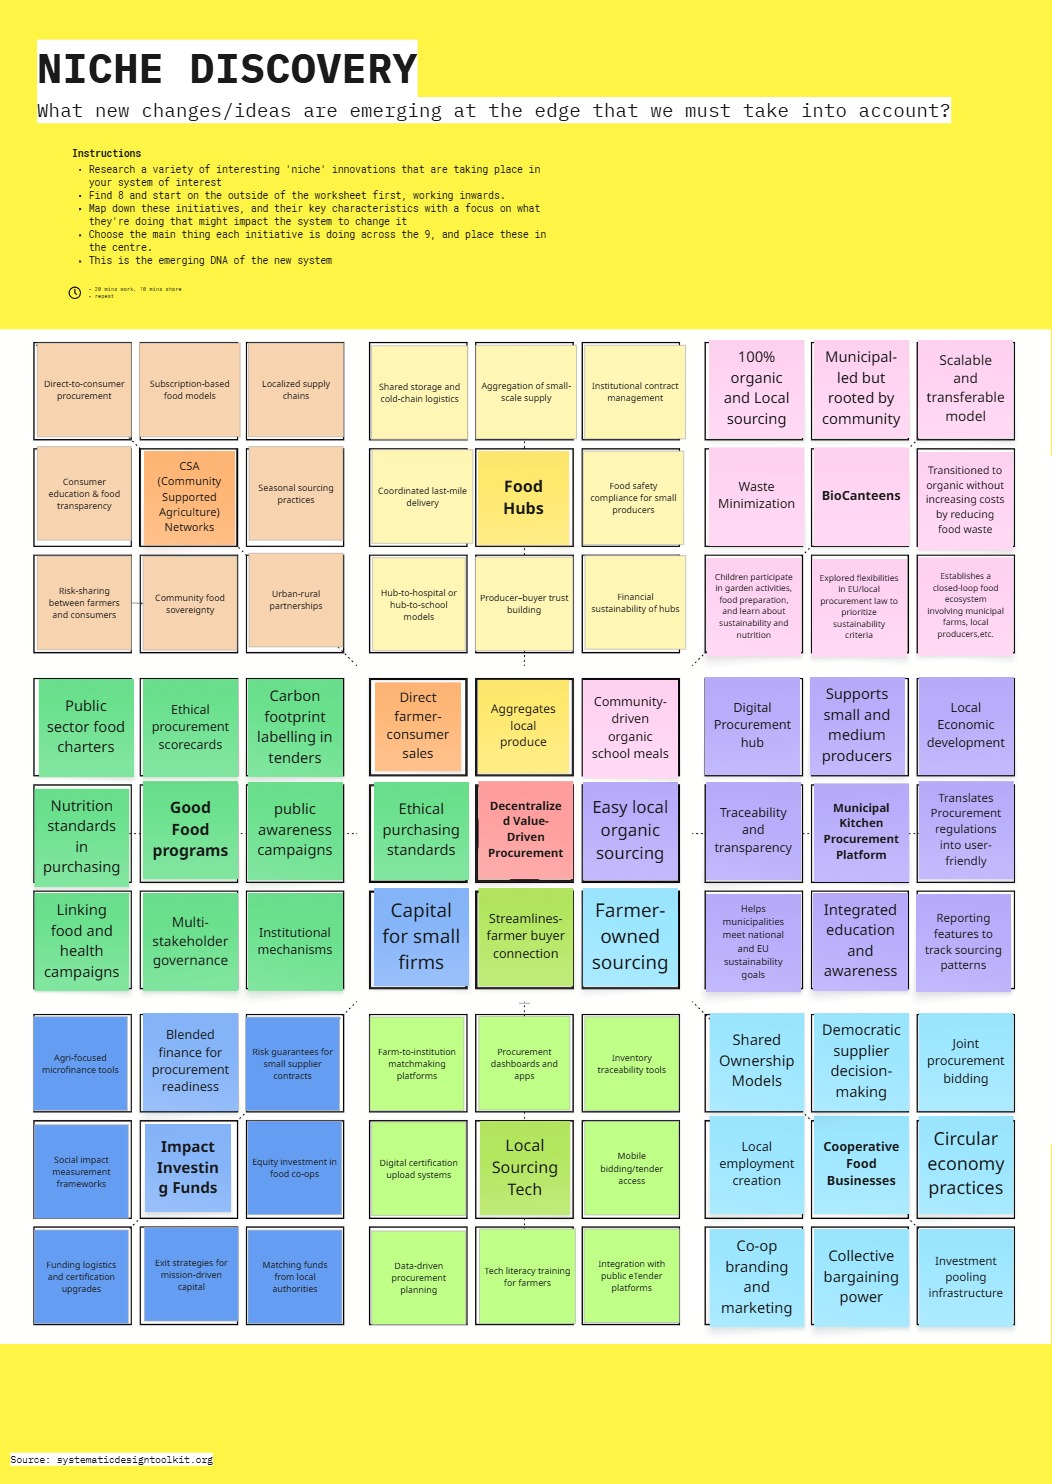 NICHE DISCOVERY
What new changes/ideas are emerging at the edge that we must take into account?
Instructions
• Research a variety of interesting 'niche' innovations that are taking place in
your system of interest
• Find 8 and start on the outside of the worksheet first, working inwards.
• Map down these initiatives, and their key characteristics with a focus on what
they're doing that might impact the system to change it
• Choose the main thing each initiative is doing across the 9, and place these in
the centre.
• This is the emerging DNA of the new system
- 20 mins work, 10 mins share
- repeat
Direct-to-consumer
procurement
Subscription-based
food models
Localized supply
chains
Consumer
education & food
transparency
CSA
(Community
Supported
Agriculture)
Networks
Seasonal sourcing
practices
Risk-sharing
between farmers
and consumers
Community food
sovereignty
Urban-rural
partnerships
Shared storage and
cold-chain logistics
Aggregation of small-
scale supply
Institutional contract
management
Coordinated last-mile
delivery
Food
Hubs
Food safety
compliance for small
producers
Hub-to-hospital or
hub-to-school
models
Producer–buyer trust
building
Financial
sustainability of hubs
100%
organic
and Local
sourcing
Municipal-
led but
rooted by
community
Scalable
and
transferable
model
Waste
Minimization
BioCanteens
Transitioned to
organic without
increasing costs
by reducing
food waste
Children participate
in garden activities,
food preparation,
and learn about
sustainability and
nutrition
Explored flexibilities
in EU/local
procurement law to
prioritize
sustainability
criteria
Establishes a
closed-loop food
ecosystem
involving municipal
farms, local
producers,etc.
Public
sector food
charters
Ethical
procurement
scorecards
Carbon
footprint
labelling in
tenders
Nutrition
standards
in
purchasing
Good
Food
programs
public
awareness
campaigns
Linking
food and
health
campaigns
Multi-
stakeholder
governance
Institutional
mechanisms
Direct
farmer-
consumer
sales
Aggregates
local
produce
Community-
driven
organic
school meals
Ethical
purchasing
standards
Decentralize
d Value-
Driven
Procurement
Easy local
organic
sourcing
Capital
for small
firms
Streamlines-
farmer buyer
connection
Farmer-
owned
sourcing
Digital
Procurement
hub
Supports
small and
medium
producers
Local
Economic
development
Traceability
and
transparency
Municipal
Kitchen
Procurement
Platform
Translates
Procurement
regulations
into user-
friendly
Helps
municipalities
meet national
and EU
sustainability
goals
Integrated
education
and
awareness
Reporting
features to
track sourcing
patterns
Agri-focused
microfinance tools
Blended
finance for
procurement
readiness
Risk guarantees for
small supplier
contracts
Social impact
measurement
frameworks
Impact
Investin
g Funds
Equity investment in
food co-ops
Funding logistics
and certification
upgrades
Exit strategies for
mission-driven
capital
Matching funds
from local
authorities
Farm-to-institution
matchmaking
platforms
Procurement
dashboards and
apps
Inventory
traceability tools
Digital certification
upload systems
Local
Sourcing
Tech
Mobile
bidding/tender
access
Data-driven
procurement
planning
Tech literacy training
for farmers
Integration with
public eTender
platforms
Shared
Ownership
Models
Democratic
supplier
decision-
making
Joint
procurement
bidding
Local
employment
creation
Cooperative
Food
Businesses
Circular
economy
practices
Co-op
branding
and
marketing
Collective
bargaining
power
Investment
pooling
infrastructure
Source: systematicdesigntoolkit.org